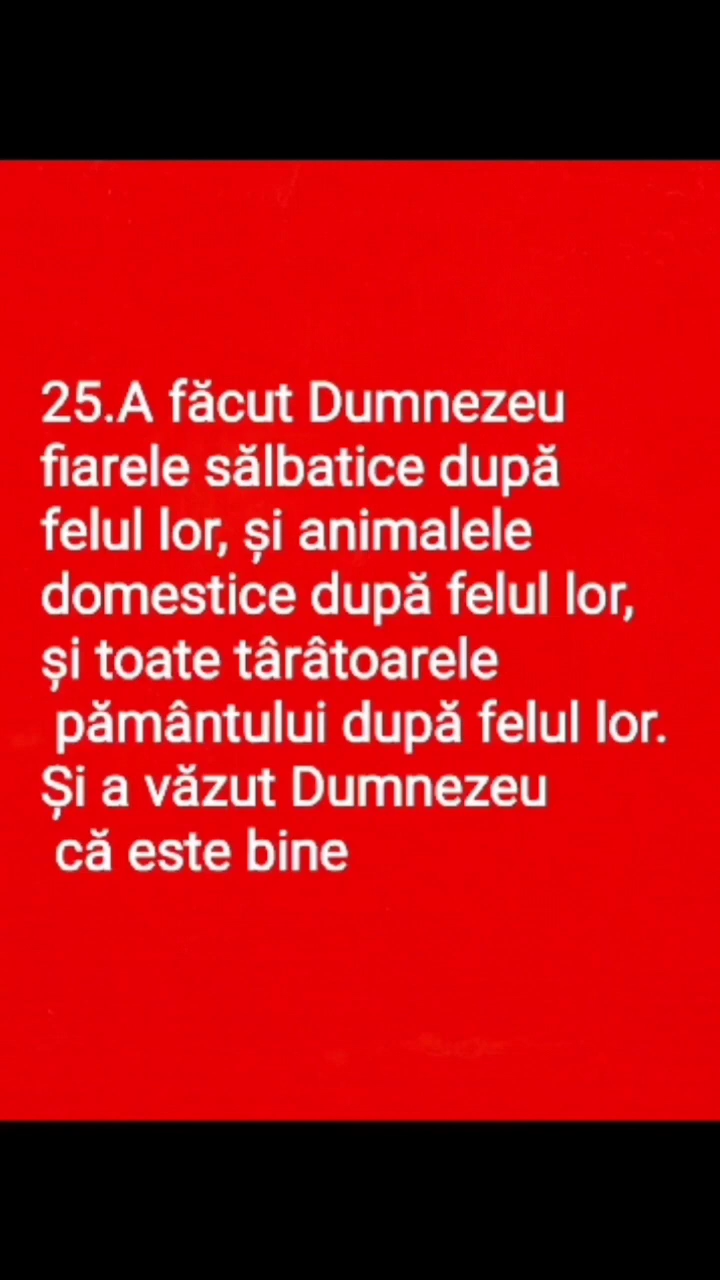 25.A făcut Dumnezeu
fiarele sălbatice după
felul lor, și animalele
domestice după felul lor,
și toate târâtoarele
pământului după felul lor.
Și a văzut Dumnezeu
că este bine